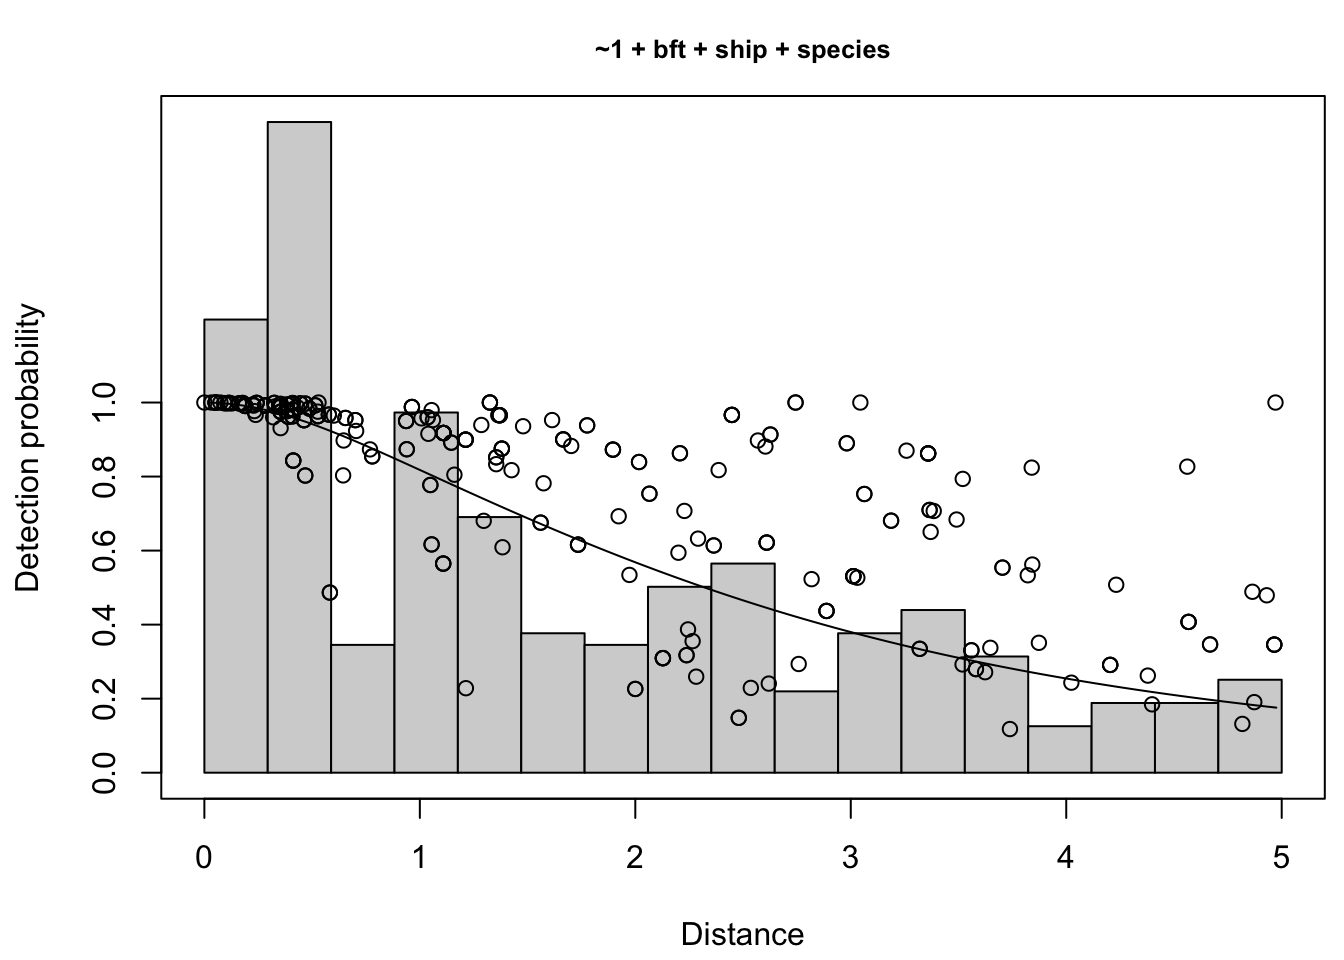 ~1 + bft + ship + species
Detection probability
1.0
0.8
0.6
0.4
0.2
0.0
0 1 2 3 4 5
Distance